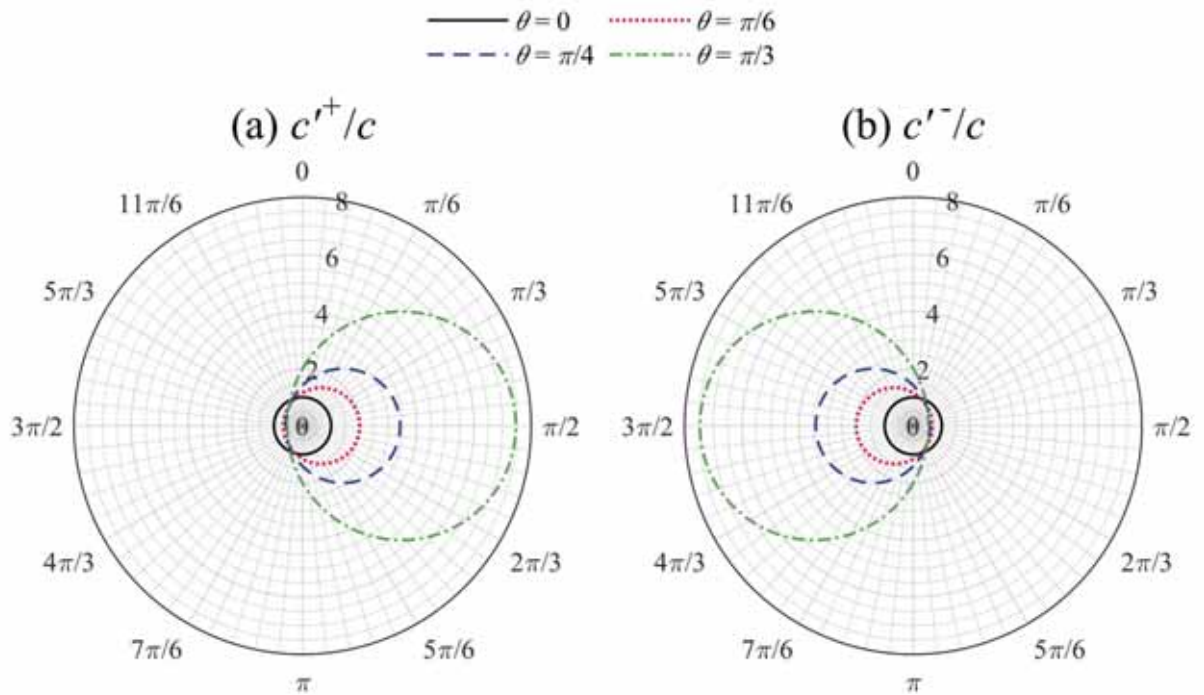 θ = 0 θ = π/6
θ = π/4 θ = π/3
(a) c′⁺/c (b) c′⁻/c
0 0
11π/6 8 π/6 11π/6 8 π/6
6 6
5π/3 π/3 5π/3 π/3
4 4
2 2
3π/2 0 π/2 3π/2 0 π/2
4π/3 2π/3 4π/3 2π/3
7π/6 5π/6 7π/6 5π/6
π π